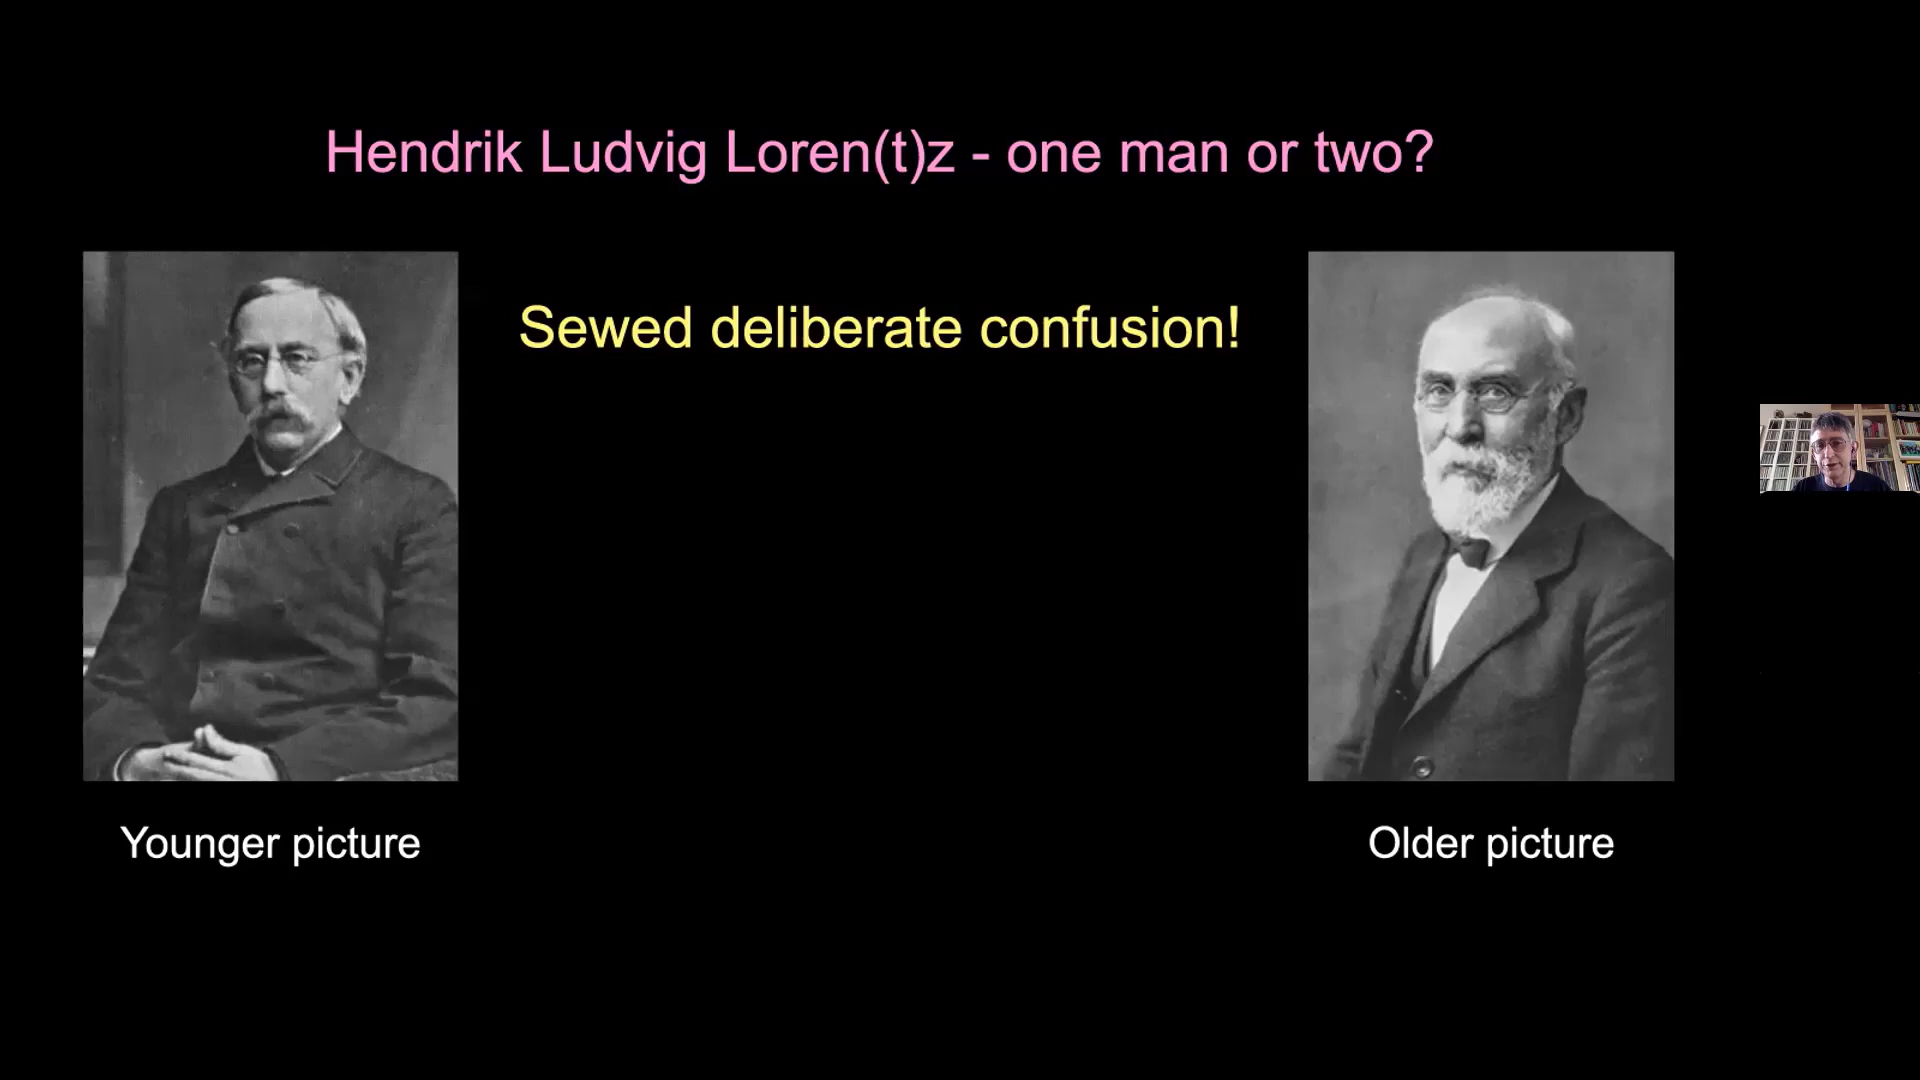 Hendrik Ludvig Loren(t)z - one man or two?
Sewed deliberate confusion!
Younger picture
Older picture